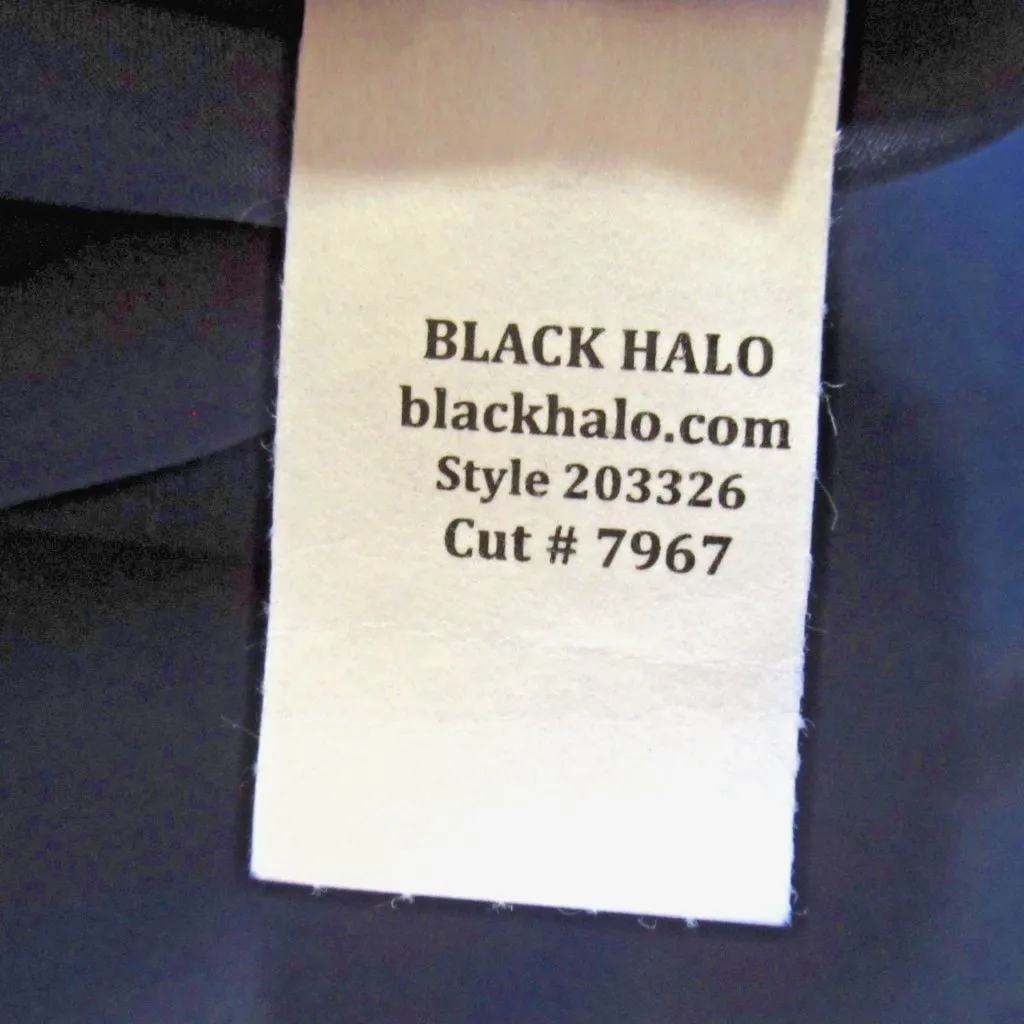 BLACK HALO
blackhalo.com
Style 203326
Cut # 7967